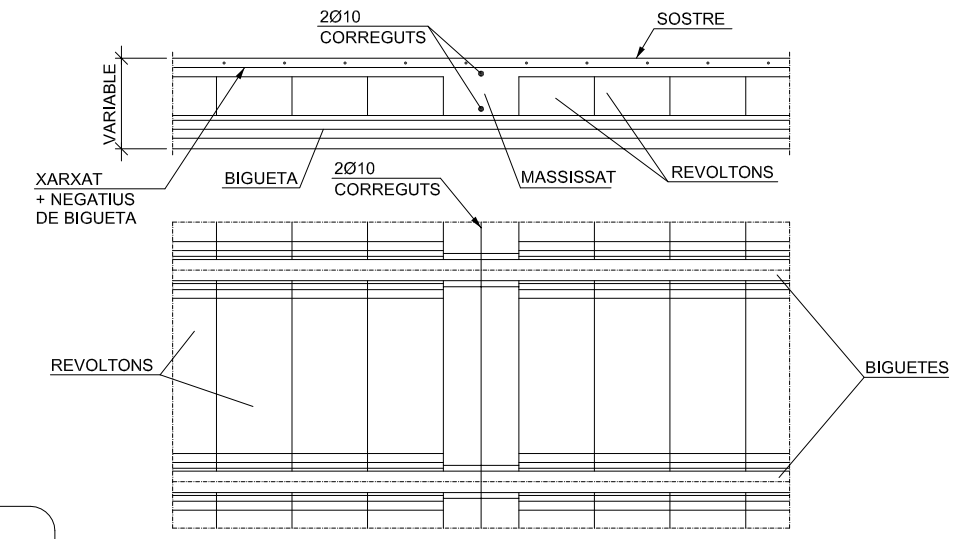 2Ø10
CORREGUTS
SOSTRE
VARIABLE
XARXAT
+ NEGATIUS
DE BIGUETA
BIGUETA
2Ø10
CORREGUTS
MASSISSAT
REVOLTONS
REVOLTONS
BIGUETES